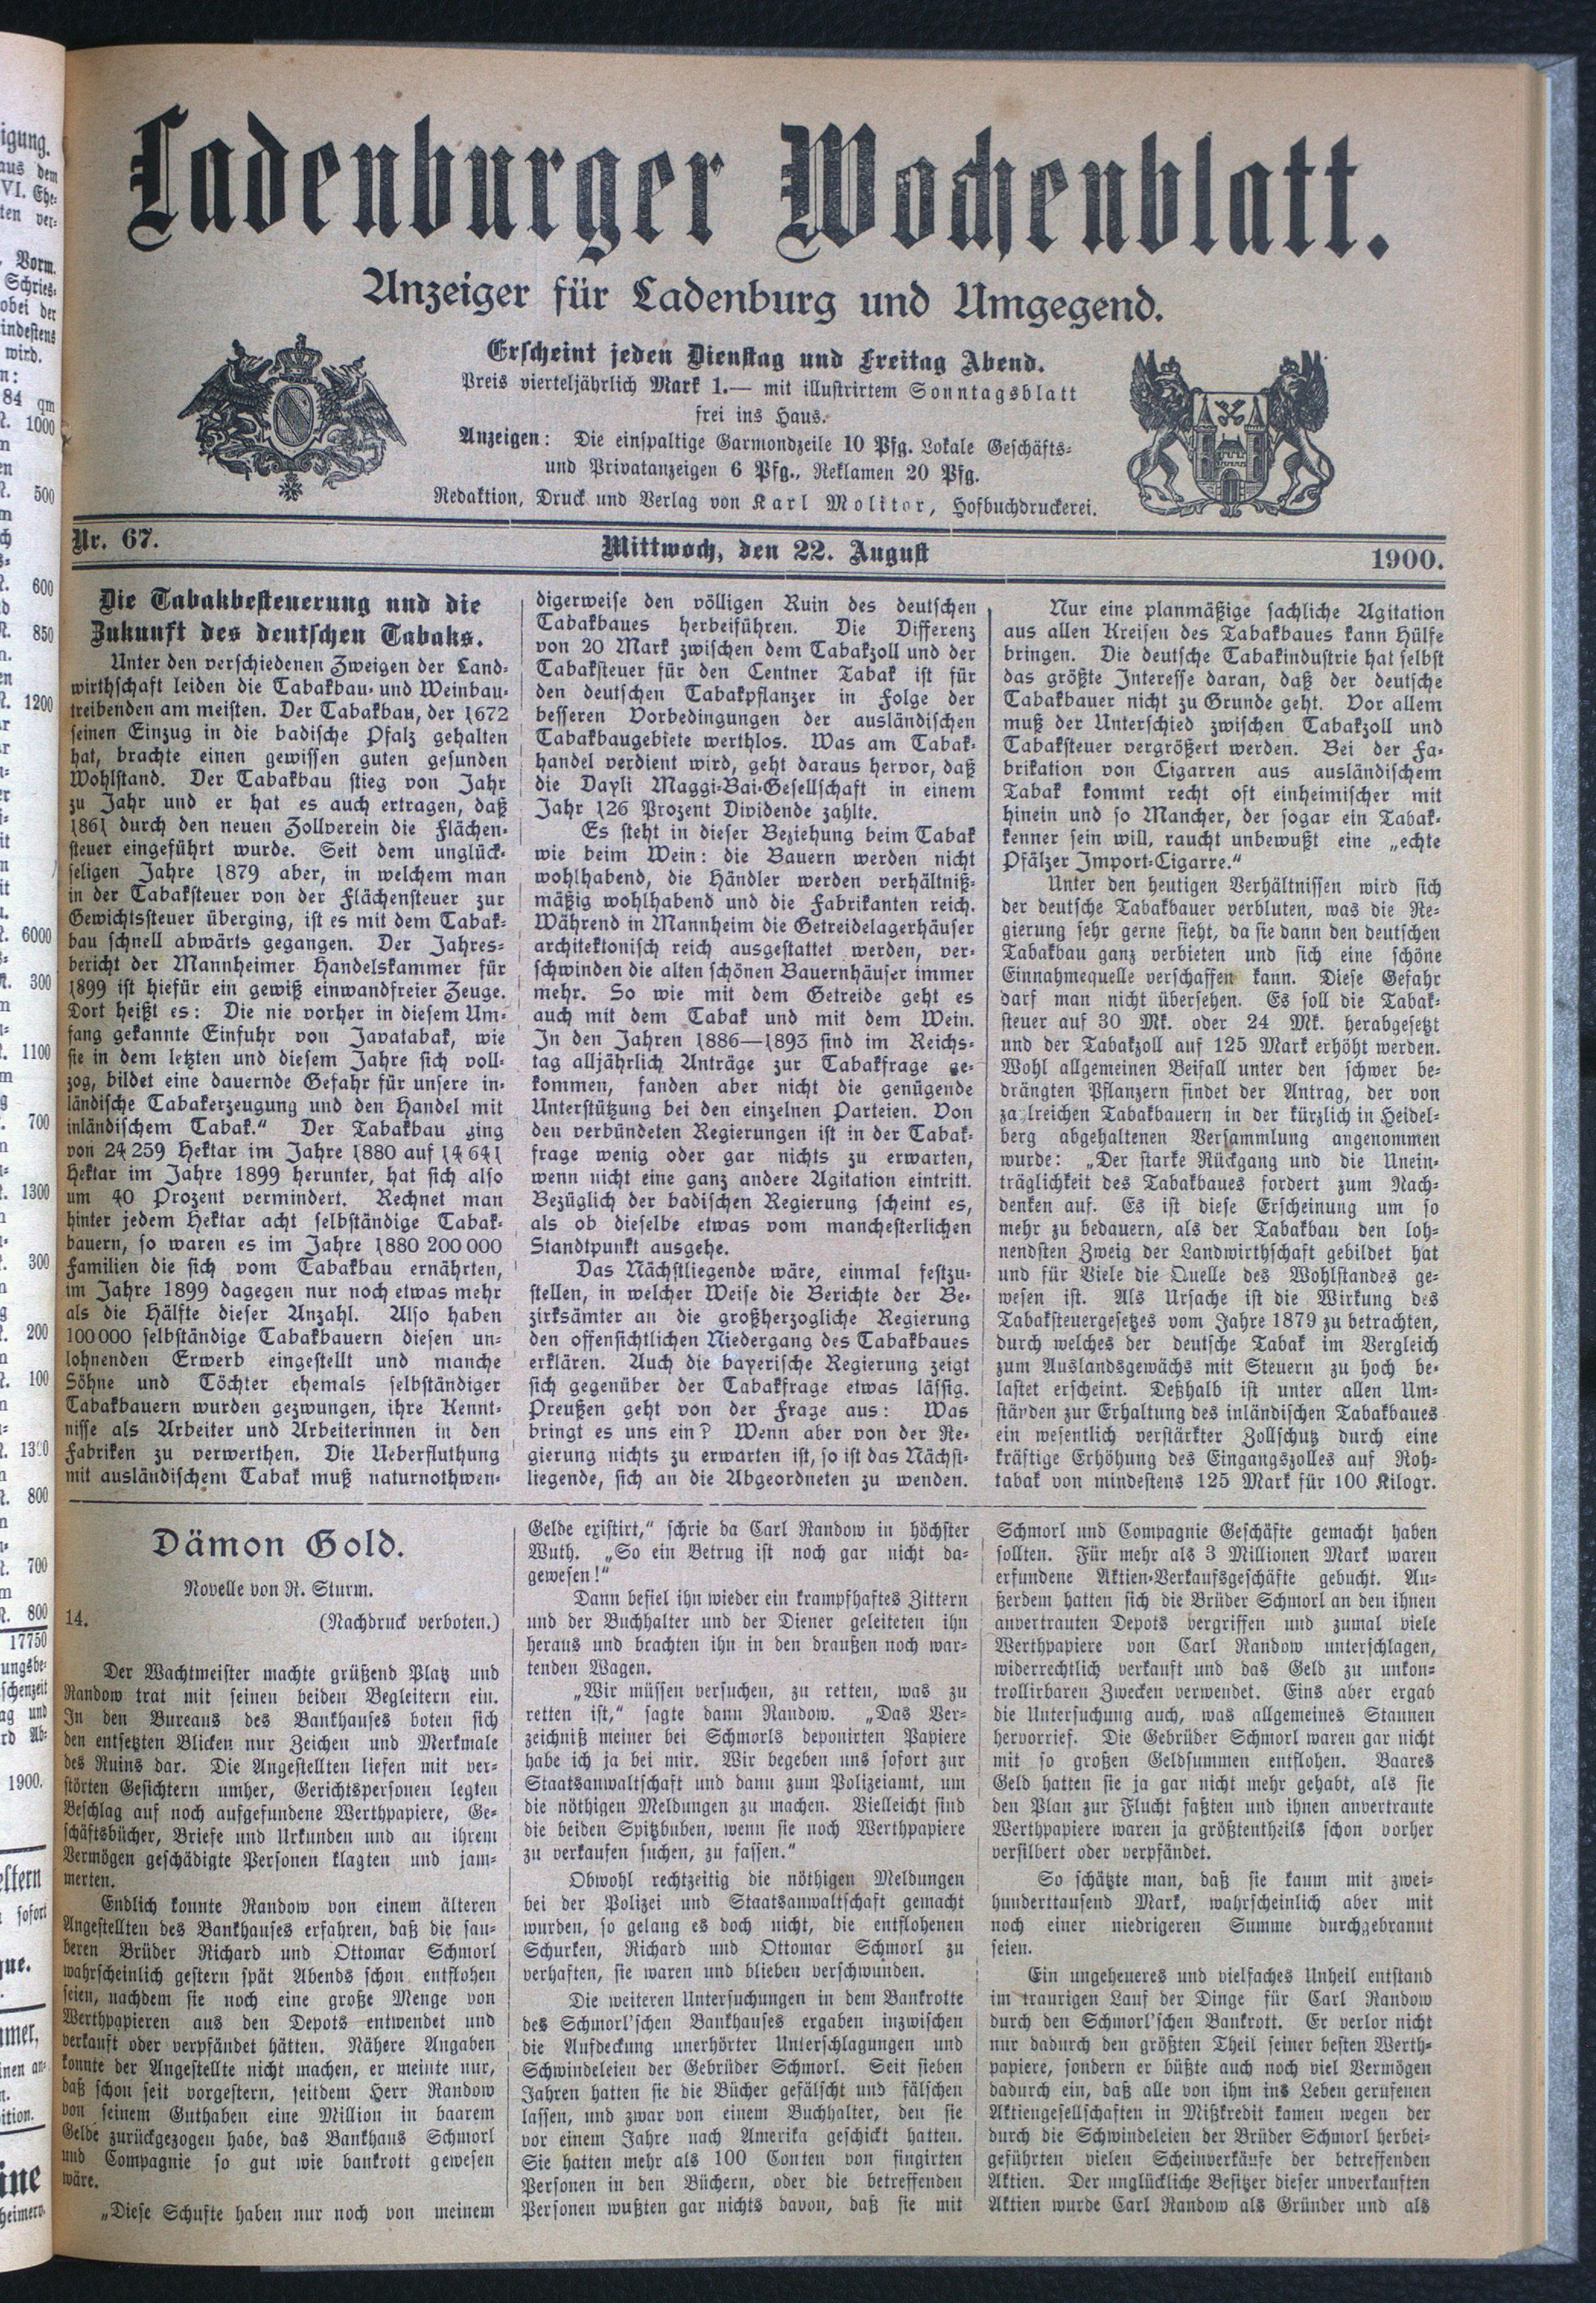 Ladenburger Wochenblatt.
Anzeiger für Ladenburg und Umgegend.
Erscheint jeden Dienstag und Freitag Abend.
Preis vierteljährlich Mark 1.— mit illustrirtem Sonntagsblatt
frei ins Haus.
Anzeigen: Die einspaltige Garmondzeile 10 Pfg. Lokale Geschäfts-
und Privatanzeigen 6 Pfg., Reklamen 20 Pfg.
Redaktion, Druck und Verlag von Karl Molitor, Hofbuchdruckerei.
Nr. 67.
Mittwoch, den 22. August
1900.
Die Tabakbesteuerung und die
Zukunft des deutschen Tabaks.
Unter den verschiedenen Zweigen der Land-
wirthschaft leiden die Tabakbau- und Weinbau-
treibenden am meisten. Der Tabakbau, der 1672
seinen Einzug in die badische Pfalz gehalten
hat, brachte einen gewissen guten gesunden
Wohlstand. Der Tabakbau stieg von Jahr
zu Jahr und er hat es auch ertragen, daß
1861 durch den neuen Zollverein die Flächen-
steuer eingeführt wurde. Seit dem unglück-
seligen Jahre 1879 aber, in welchem man
in der Tabaksteuer von der Flächensteuer zur
Gewichtssteuer überging, ist es mit dem Tabak-
bau schnell abwärts gegangen. Der Jahres-
bericht der Mannheimer Handelskammer für
1899 ist hiefür ein gewiß einwandfreier Zeuge.
Dort heißt es: Die nie vorher in diesem Um-
fang gekannte Einfuhr von Javatabak, wie
sie in dem letzten und diesem Jahre sich voll-
zog, bildet eine dauernde Gefahr für unsere in-
ländische Tabakerzeugung und den Handel mit
inländischem Tabak.“ Der Tabakbau ging
von 24 259 Hektar im Jahre 1880 auf 14 641
Hektar im Jahre 1899 herunter, hat sich also
um 40 Prozent vermindert. Rechnet man
hinter jedem Hektar acht selbständige Tabak-
bauern, so waren es im Jahre 1880 200 000
Familien die sich vom Tabakbau ernährten,
im Jahre 1899 dagegen nur noch etwas mehr
als die Hälfte dieser Anzahl. Also haben
100 000 selbständige Tabakbauern diesen un-
lohnenden Erwerb eingestellt und manche
Söhne und Töchter ehemals selbständiger
Tabakbauern wurden gezwungen, ihre Kennt-
nisse als Arbeiter und Arbeiterinnen in den
Fabriken zu verwerthen. Die Ueberfluthung
mit ausländischem Tabak muß naturnothwen-
digerweise den völligen Ruin des deutschen
Tabakbaues herbeiführen. Die Differenz
von 20 Mark zwischen dem Tabakzoll und der
Tabaksteuer für den Centner Tabak ist für
den deutschen Tabakpflanzer in Folge der
besseren Vorbedingungen der ausländischen
Tabakbaugebiete werthlos. Was am Tabak-
handel verdient wird, geht daraus hervor, daß
die Dayli Maggi-Bai-Gesellschaft in einem
Jahr 126 Prozent Dividende zahlte.
Es steht in dieser Beziehung beim Tabak
wie beim Wein: die Bauern werden nicht
wohlhabend, die Händler werden verhältniß-
mäßig wohlhabend und die Fabrikanten reich.
Während in Mannheim die Getreidelagerhäuser
architektonisch reich ausgestattet werden, ver-
schwinden die alten schönen Bauernhäuser immer
mehr. So wie mit dem Getreide geht es
auch mit dem Tabak und mit dem Wein.
In den Jahren 1886—1893 sind im Reichs-
tag alljährlich Anträge zur Tabakfrage ge-
kommen, fanden aber nicht die genügende
Unterstützung bei den einzelnen Parteien. Von
den verbündeten Regierungen ist in der Tabak-
frage wenig oder gar nichts zu erwarten,
wenn nicht eine ganz andere Agitation eintritt.
Bezüglich der badischen Regierung scheint es,
als ob dieselbe etwas vom manchesterlichen
Standtpunkt ausgehe.
Das Nächstliegende wäre, einmal festzu-
stellen, in welcher Weise die Berichte der Be-
zirksämter an die großherzogliche Regierung
den offensichtlichen Niedergang des Tabakbaues
erklären. Auch die bayerische Regierung zeigt
sich gegenüber der Tabakfrage etwas lässig.
Preußen geht von der Frage aus: Was
bringt es uns ein? Wenn aber von der Re-
gierung nichts zu erwarten ist, so ist das Nächst-
liegende, sich an die Abgeordneten zu wenden.
Nur eine planmäßige sachliche Agitation
aus allen Kreisen des Tabakbaues kann Hülfe
bringen. Die deutsche Tabakindustrie hat selbst
das größte Interesse daran, daß der deutsche
Tabakbauer nicht zu Grunde geht. Vor allem
muß der Unterschied zwischen Tabakzoll und
Tabaksteuer vergrößert werden. Bei der Fa-
brikation von Cigarren aus ausländischem
Tabak kommt recht oft einheimischer mit
hinein und so Mancher, der sogar ein Tabak-
kenner sein will, raucht unbewußt eine „echte
Pfälzer Import-Cigarre.“
Unter den heutigen Verhältnissen wird sich
der deutsche Tabakbauer verbluten, was die Re-
gierung sehr gerne sieht, da sie dann den deutschen
Tabakbau ganz verbieten und sich eine schöne
Einnahmequelle verschaffen kann. Diese Gefahr
darf man nicht übersehen. Es soll die Tabak-
steuer auf 30 Mk. oder 24 Mk. herabgesetzt
und der Tabakzoll auf 125 Mark erhöht werden.
Wohl allgemeinen Beifall unter den schwer be-
drängten Pflanzern findet der Antrag, der von
za lreichen Tabakbauern in der kürzlich in Heidel-
berg abgehaltenen Versammlung angenommen
wurde: „Der starke Rückgang und die Unein-
träglichkeit des Tabakbaues fordert zum Nach-
denken auf. Es ist diese Erscheinung um so
mehr zu bedauern, als der Tabakbau den loh-
nendsten Zweig der Landwirthschaft gebildet hat
und für Viele die Quelle des Wohlstandes ge-
wesen ist. Als Ursache ist die Wirkung des
Tabaksteuergesetzes vom Jahre 1879 zu betrachten,
durch welches der deutsche Tabak im Vergleich
zum Auslandsgewächs mit Steuern zu hoch be-
lastet erscheint. Deßhalb ist unter allen Um-
ständen zur Erhaltung des inländischen Tabakbaues
ein wesentlich verstärkter Zollschutz durch eine
kräftige Erhöhung des Eingangszolles auf Roh-
tabak von mindestens 125 Mark für 100 Kilogr.
Dämon Gold.
Novelle von R. Sturm.
14.
(Nachdruck verboten.)
Der Wachtmeister machte grüßend Platz und
Randow trat mit seinen beiden Begleitern ein.
In den Bureaus des Bankhauses boten sich
den entsetzten Blicken nur Zeichen und Merkmale
des Ruins dar. Die Angestellten liefen mit ver-
störten Gesichtern umher, Gerichtspersonen legten
Beschlag auf noch aufgefundene Werthpapiere, Ge-
schäftsbücher, Briefe und Urkunden und an ihrem
Vermögen geschädigte Personen klagten und jam-
merten.
Endlich konnte Randow von einem älteren
Angestellten des Bankhauses erfahren, daß die sau-
beren Brüder Richard und Ottomar Schmorl
wahrscheinlich gestern spät Abends schon entflohen
seien, nachdem sie noch eine große Menge von
Werthpapieren aus den Depots entwendet und
verkauft oder verpfändet hätten. Nähere Angaben
konnte der Angestellte nicht machen, er meinte nur,
daß schon seit vorgestern, seitdem Herr Randow
von seinem Guthaben eine Million in baarem
Gelde zurückgezogen habe, das Bankhaus Schmorl
und Compagnie so gut wie bankrott gewesen
wäre.
„Diese Schufte haben nur noch von meinem
Gelde existirt,“ schrie da Carl Randow in höchster
Wuth. „So ein Betrug ist noch gar nicht da-
gewesen!“
Dann befiel ihn wieder ein krampfhaftes Zittern
und der Buchhalter und der Diener geleiteten ihn
heraus und brachten ihn in den draußen noch war-
tenden Wagen.
„Wir müssen versuchen, zu retten, was zu
retten ist,“ sagte dann Randow. „Das Ver-
zeichniß meiner bei Schmorls deponirten Papiere
habe ich ja bei mir. Wir begeben uns sofort zur
Staatsanwaltschaft und dann zum Polizeiamt, um
die nöthigen Meldungen zu machen. Vielleicht sind
die beiden Spitzbuben, wenn sie noch Werthpapiere
zu verkaufen suchen, zu fassen.“
Obwohl rechtzeitig die nöthigen Meldungen
bei der Polizei und Staatsanwaltschaft gemacht
wurden, so gelang es doch nicht, die entflohenen
Schurken, Richard und Ottomar Schmorl zu
verhaften, sie waren und blieben verschwunden.
Die weiteren Untersuchungen in dem Bankrotte
des Schmorl’schen Bankhauses ergaben inzwischen
die Aufdeckung unerhörter Unterschlagungen und
Schwindeleien der Gebrüder Schmorl. Seit sieben
Jahren hatten sie die Bücher gefälscht und fälschen
lassen, und zwar von einem Buchhalter, den sie
vor einem Jahre nach Amerika geschickt hatten.
Sie hatten mehr als 100 Conten von fingirten
Personen in den Büchern, oder die betreffenden
Personen wußten gar nichts davon, daß sie mit
Schmorl und Compagnie Geschäfte gemacht haben
sollten. Für mehr als 3 Millionen Mark waren
erfundene Aktien-Verkaufsgeschäfte gebucht. Au-
ßerdem hatten sich die Brüder Schmorl an den ihnen
anvertrauten Depots vergriffen und zumal viele
Werthpapiere von Carl Randow unterschlagen,
widerrechtlich verkauft und das Geld zu unkon-
trollirbaren Zwecken verwendet. Eins aber ergab
die Untersuchung auch, was allgemeines Staunen
hervorrief. Die Gebrüder Schmorl waren gar nicht
mit so großen Geldsummen entflohen. Baares
Geld hatten sie ja gar nicht mehr gehabt, als sie
den Plan zur Flucht faßten und ihnen anvertraute
Werthpapiere waren ja größtentheils schon vorher
versilbert oder verpfändet.
So schätzte man, daß sie kaum mit zwei-
hunderttausend Mark, wahrscheinlich aber mit
noch einer niedrigeren Summe durchgebrannt
seien.
Ein ungeheueres und vielfaches Unheil entstand
im traurigen Lauf der Dinge für Carl Randow
durch den Schmorl’schen Bankrott. Er verlor nicht
nur dadurch den größten Theil seiner besten Werth-
papiere, sondern er büßte auch noch viel Vermögen
dadurch ein, daß alle von ihm ins Leben gerufenen
Aktiengesellschaften in Mißkredit kamen wegen der
durch die Schwindeleien der Brüder Schmorl herbei-
geführten vielen Scheinverkäufe der betreffenden
Aktien. Der unglückliche Besitzer dieser unverkauften
Aktien wurde Carl Randow als Gründer und als